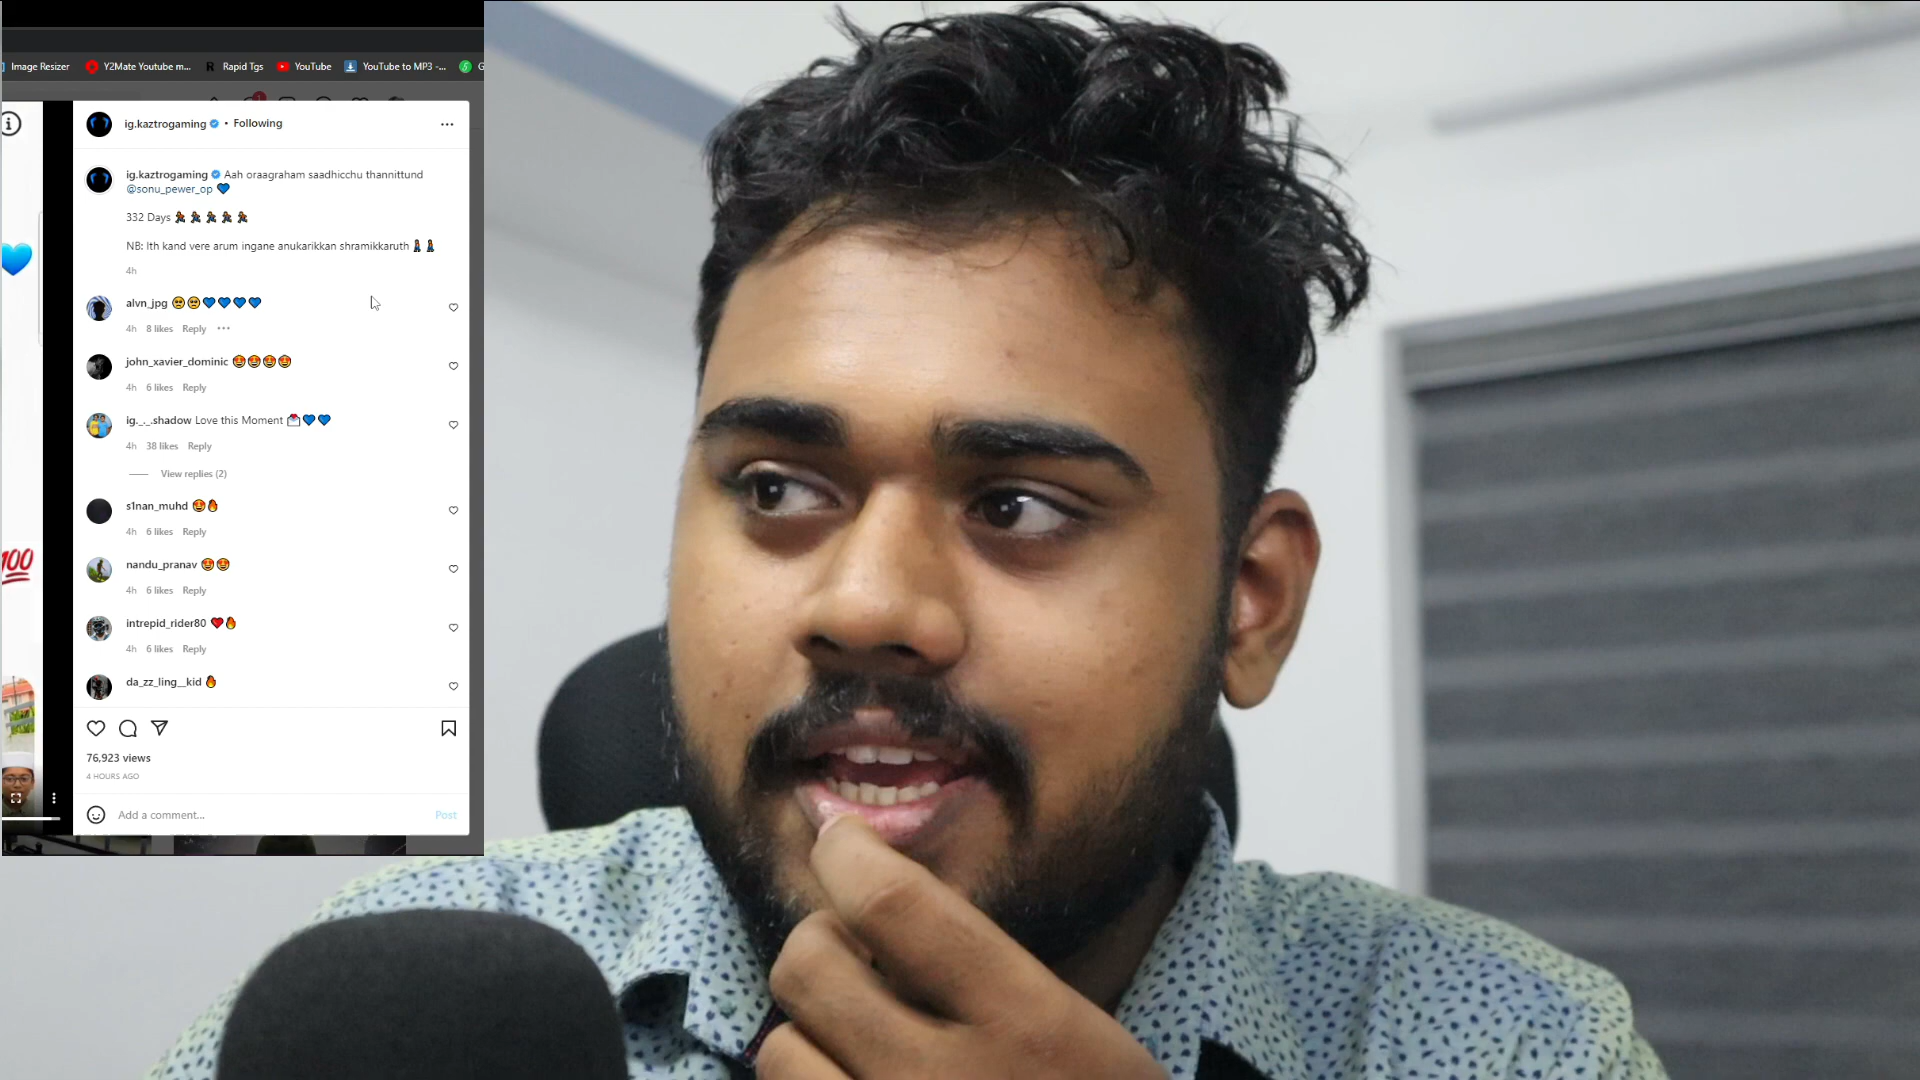 Image Resizer
Y2Mate Youtube m...
Rapid Tgs
YouTube
YouTube to MP3 -...
G
1
ig.kaztrogaming • Following
ig.kaztrogaming Aah oraagraham saadhicchu thannittund
@sonu_pewer_op 💙
332 Days 🏃🏃🏃🏃🏃
NB: Ith kand vere arum ingane anukarikkan shramikkaruth
4h
alvn_jpg 🥺🥺💙💙💙💙
4h 8 likes Reply
john_xavier_dominic 😍😍😍😍
4h 6 likes Reply
ig._._.shadow Love this Moment 💌💙💙
4h 38 likes Reply
View replies (2)
s1nan_muhd 😍🔥
4h 6 likes Reply
nandu_pranav 😍😍
4h 6 likes Reply
intrepid_rider80 ❤️🔥
4h 6 likes Reply
da_zz_ling__kid 🔥
76,923 views
4 HOURS AGO
Add a comment...
Post
100